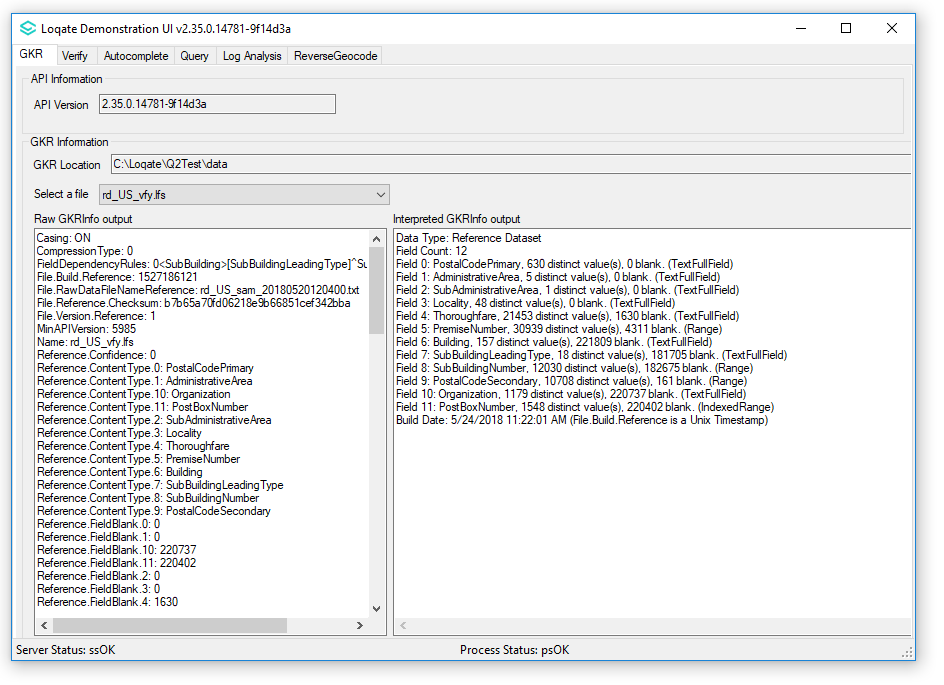 Loqate Demonstration UI v2.35.0.14781-9f14d3a
GKR Verify Autocomplete Query Log Analysis ReverseGeocode
API Information
API Version 2.35.0.14781-9f14d3a
GKR Information
GKR Location C:\Loqate\Q2Test\data
Select a file rd_US_vfy.lfs
Raw GKRInfo output
Casing: ON
CompressionType: 0
FieldDependencyRules: 0<SubBuilding>[SubBuildingLeadingType]^Su
File.Build.Reference: 1527186121
File.RawDataFileNameReference: rd_US_sam_20180520120400.txt
File.Reference.Checksum: b7b65a70fd06218e9b66851cef342bba
File.Version.Reference: 1
MinAPIVersion: 5985
Name: rd_US_vfy.lfs
Reference.Confidence: 0
Reference.ContentType.0: PostalCodePrimary
Reference.ContentType.1: AdministrativeArea
Reference.ContentType.10: Organization
Reference.ContentType.11: PostBoxNumber
Reference.ContentType.2: SubAdministrativeArea
Reference.ContentType.3: Locality
Reference.ContentType.4: Thoroughfare
Reference.ContentType.5: PremiseNumber
Reference.ContentType.6: Building
Reference.ContentType.7: SubBuildingLeadingType
Reference.ContentType.8: SubBuildingNumber
Reference.ContentType.9: PostalCodeSecondary
Reference.FieldBlank.0: 0
Reference.FieldBlank.1: 0
Reference.FieldBlank.10: 220737
Reference.FieldBlank.11: 220402
Reference.FieldBlank.2: 0
Reference.FieldBlank.3: 0
Reference.FieldBlank.4: 1630
Interpreted GKRInfo output
Data Type: Reference Dataset
Field Count: 12
Field 0: PostalCodePrimary, 630 distinct value(s), 0 blank. (TextFullField)
Field 1: AdministrativeArea, 5 distinct value(s), 0 blank. (TextFullField)
Field 2: SubAdministrativeArea, 1 distinct value(s), 0 blank. (TextFullField)
Field 3: Locality, 48 distinct value(s), 0 blank. (TextFullField)
Field 4: Thoroughfare, 21453 distinct value(s), 1630 blank. (TextFullField)
Field 5: PremiseNumber, 30939 distinct value(s), 4311 blank. (Range)
Field 6: Building, 157 distinct value(s), 221809 blank. (TextFullField)
Field 7: SubBuildingLeadingType, 18 distinct value(s), 181705 blank. (TextFullField)
Field 8: SubBuildingNumber, 12030 distinct value(s), 182675 blank. (Range)
Field 9: PostalCodeSecondary, 10708 distinct value(s), 161 blank. (Range)
Field 10: Organization, 1179 distinct value(s), 220737 blank. (TextFullField)
Field 11: PostBoxNumber, 1548 distinct value(s), 220402 blank. (IndexedRange)
Build Date: 5/24/2018 11:22:01 AM (File.Build.Reference is a Unix Timestamp)
Server Status: ssOK Process Status: psOK